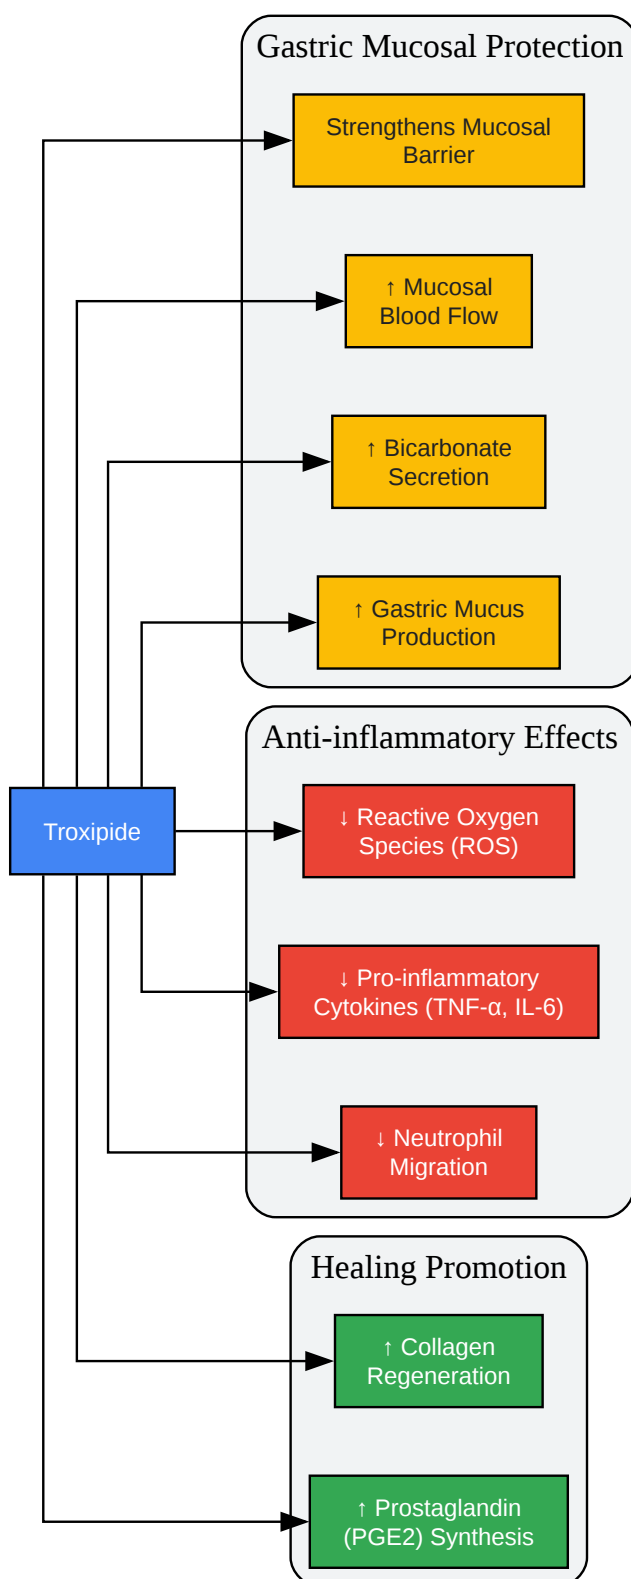 Gastric Mucosal Protection
Strengthens Mucosal
Barrier
↑ Mucosal
Blood Flow
↑ Bicarbonate
Secretion
↑ Gastric Mucus
Production
Anti-inflammatory Effects
Troxipide
↓ Reactive Oxygen
Species (ROS)
↓ Pro-inflammatory
Cytokines (TNF-α, IL-6)
↓ Neutrophil
Migration
Healing Promotion
↑ Collagen
Regeneration
↑ Prostaglandin
(PGE2) Synthesis